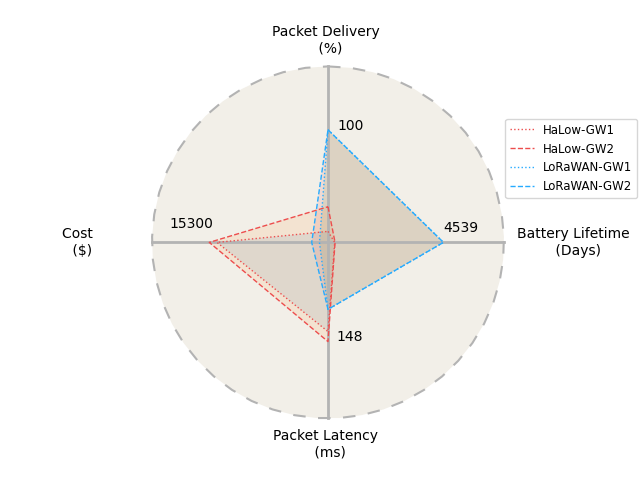 Packet Delivery
(%)
100
HaLow-GW1
HaLow-GW2
LoRaWAN-GW1
LoRaWAN-GW2
15300
4539
Cost
($)
Battery Lifetime
(Days)
148
Packet Latency
(ms)